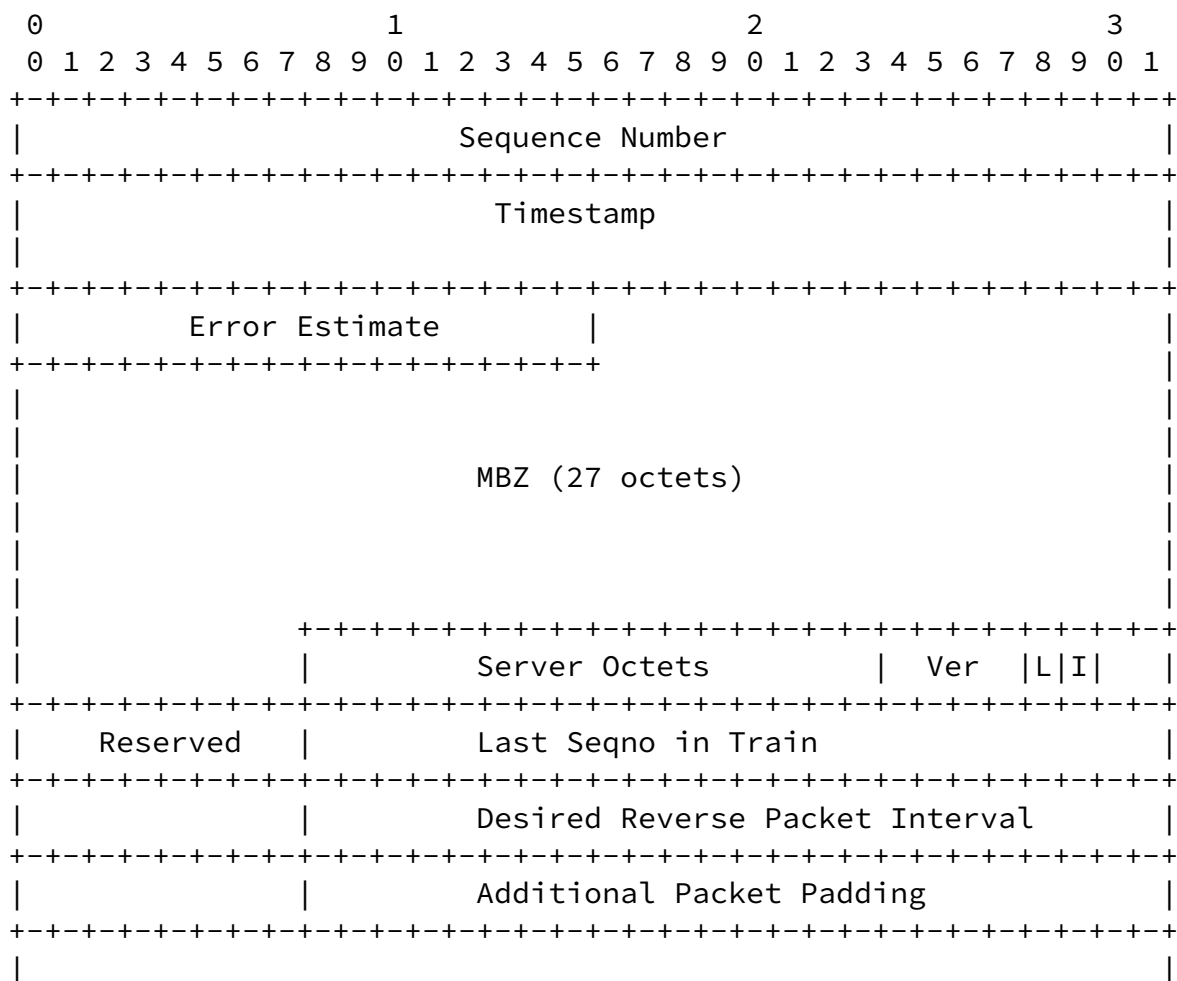 0                   1                   2                   3
 0 1 2 3 4 5 6 7 8 9 0 1 2 3 4 5 6 7 8 9 0 1 2 3 4 5 6 7 8 9 0 1
+-+-+-+-+-+-+-+-+-+-+-+-+-+-+-+-+-+-+-+-+-+-+-+-+-+-+-+-+-+-+-+-+
|                        Sequence Number                        |
+-+-+-+-+-+-+-+-+-+-+-+-+-+-+-+-+-+-+-+-+-+-+-+-+-+-+-+-+-+-+-+-+
|                          Timestamp                            |
|                                                               |
+-+-+-+-+-+-+-+-+-+-+-+-+-+-+-+-+-+-+-+-+-+-+-+-+-+-+-+-+-+-+-+-+
|         Error Estimate        |                               |
+-+-+-+-+-+-+-+-+-+-+-+-+-+-+-+-+                               |
|                                                               |
|                                                               |
|                         MBZ (27 octets)                       |
|                                                               |
|                                                               |
|                                                               |
|               +-+-+-+-+-+-+-+-+-+-+-+-+-+-+-+-+-+-+-+-+-+-+-+-+
|               |         Server Octets         |  Ver  |L|I|   |
+-+-+-+-+-+-+-+-+-+-+-+-+-+-+-+-+-+-+-+-+-+-+-+-+-+-+-+-+-+-+-+-+
|    Reserved   |         Last Seqno in Train                   |
+-+-+-+-+-+-+-+-+-+-+-+-+-+-+-+-+-+-+-+-+-+-+-+-+-+-+-+-+-+-+-+-+
|               |         Desired Reverse Packet Interval       |
+-+-+-+-+-+-+-+-+-+-+-+-+-+-+-+-+-+-+-+-+-+-+-+-+-+-+-+-+-+-+-+-+
|               |         Additional Packet Padding             |
+-+-+-+-+-+-+-+-+-+-+-+-+-+-+-+-+-+-+-+-+-+-+-+-+-+-+-+-+-+-+-+-+
|                                                               |